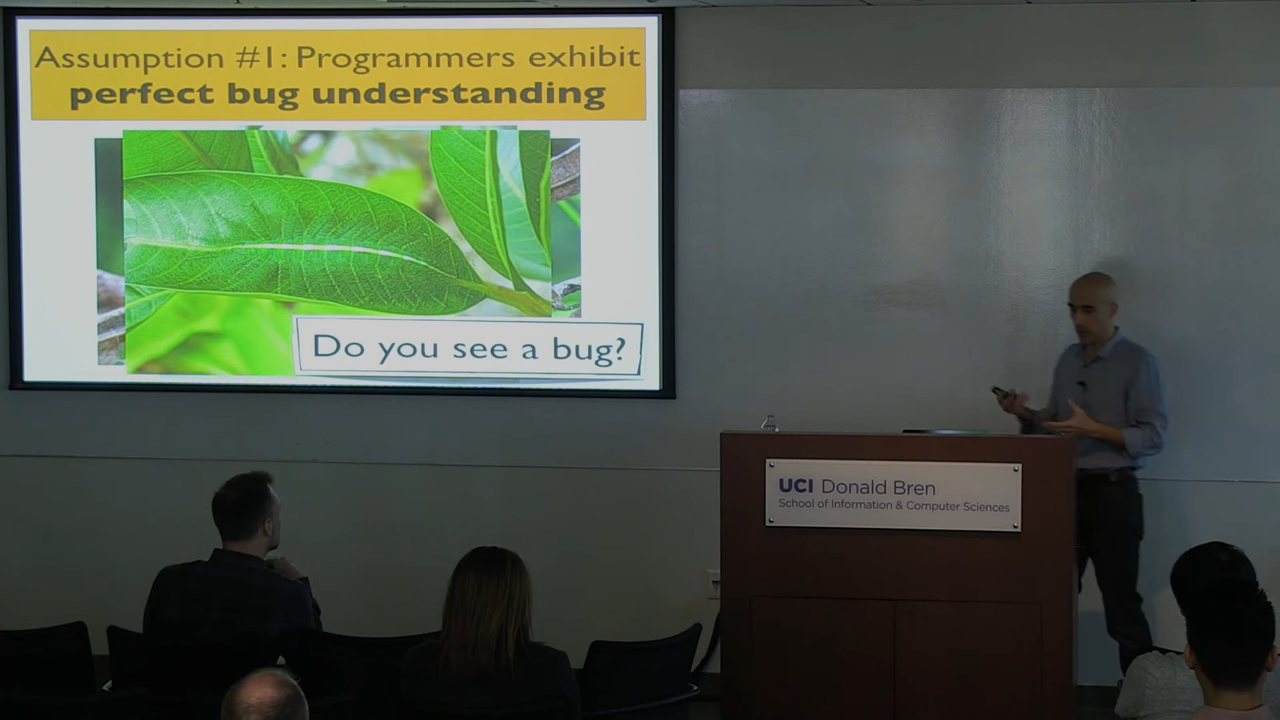 Assumption #1: Programmers exhibit
perfect bug understanding
Do you see a bug?
UCI Donald Bren
School of Information & Computer Sciences